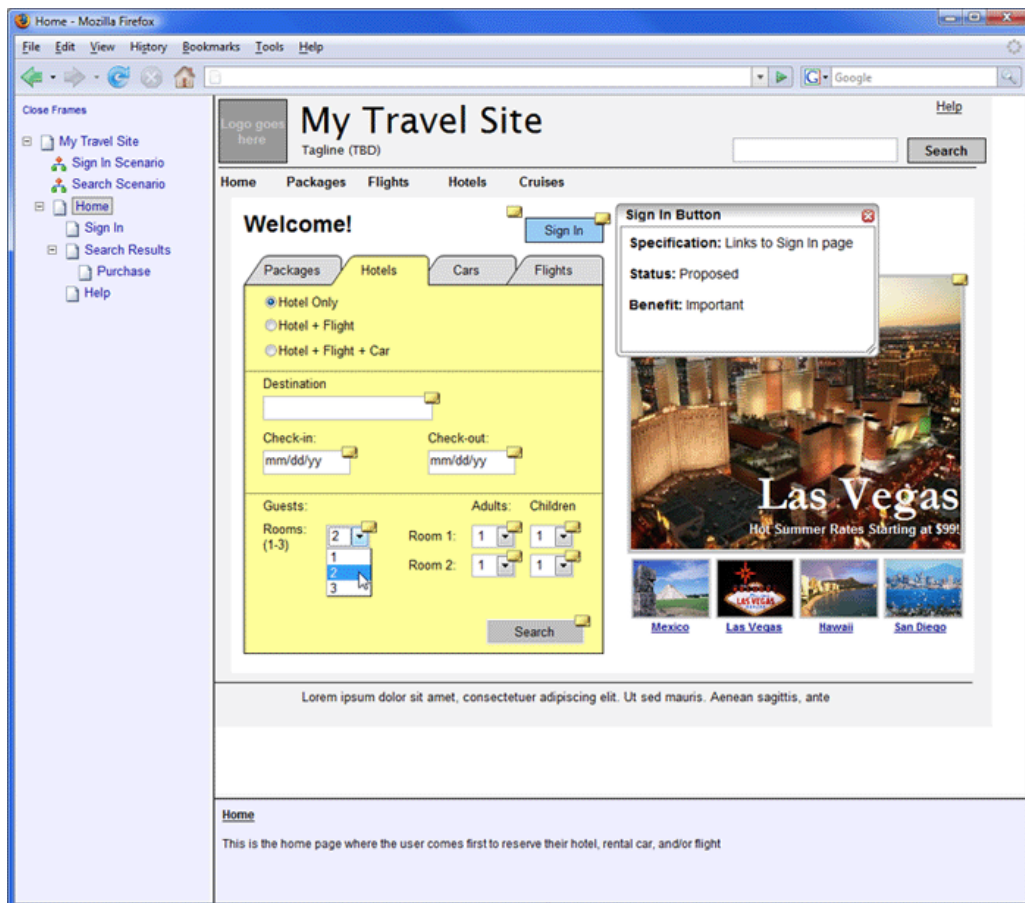 Home - Mozilla Firefox
File Edit View History Bookmarks Tools Help
G Google
Close Frames
My Travel Site
Sign In Scenario
Search Scenario
Home
Sign In
Search Results
Purchase
Help
Logo goes here
My Travel Site
Tagline (TBD)
Help
Search
Home Packages Flights Hotels Cruises
Welcome!
Sign In
Sign In Button
Specification: Links to Sign In page
Status: Proposed
Benefit: Important
Packages Hotels Cars Flights
Hotel Only
Hotel + Flight
Hotel + Flight + Car
Destination
Check-in: Check-out:
mm/dd/yy mm/dd/yy
Guests: Adults: Children
Rooms: 2 Room 1: 1 1
(1-3)
1
2 Room 2: 1 1
3
Search
Las Vegas
Hot Summer Rates Starting at $99!
LAS VEGAS
Mexico Las Vegas Hawaii San Diego
Lorem ipsum dolor sit amet, consectetuer adipiscing elit. Ut sed mauris. Aenean sagittis, ante
Home
This is the home page where the user comes first to reserve their hotel, rental car, and/or flight